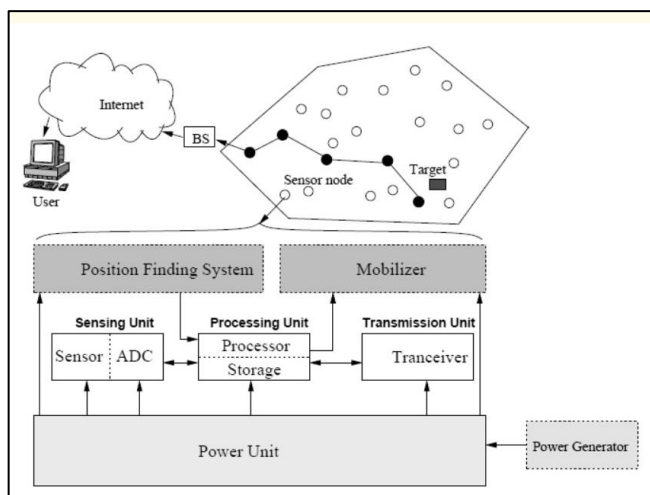 Internet
BS
User
Sensor node
Target
Position Finding System
Mobilizer
Sensing Unit
Processing Unit
Transmission Unit
Sensor
ADC
Processor
Storage
Tranceiver
Power Unit
Power Generator